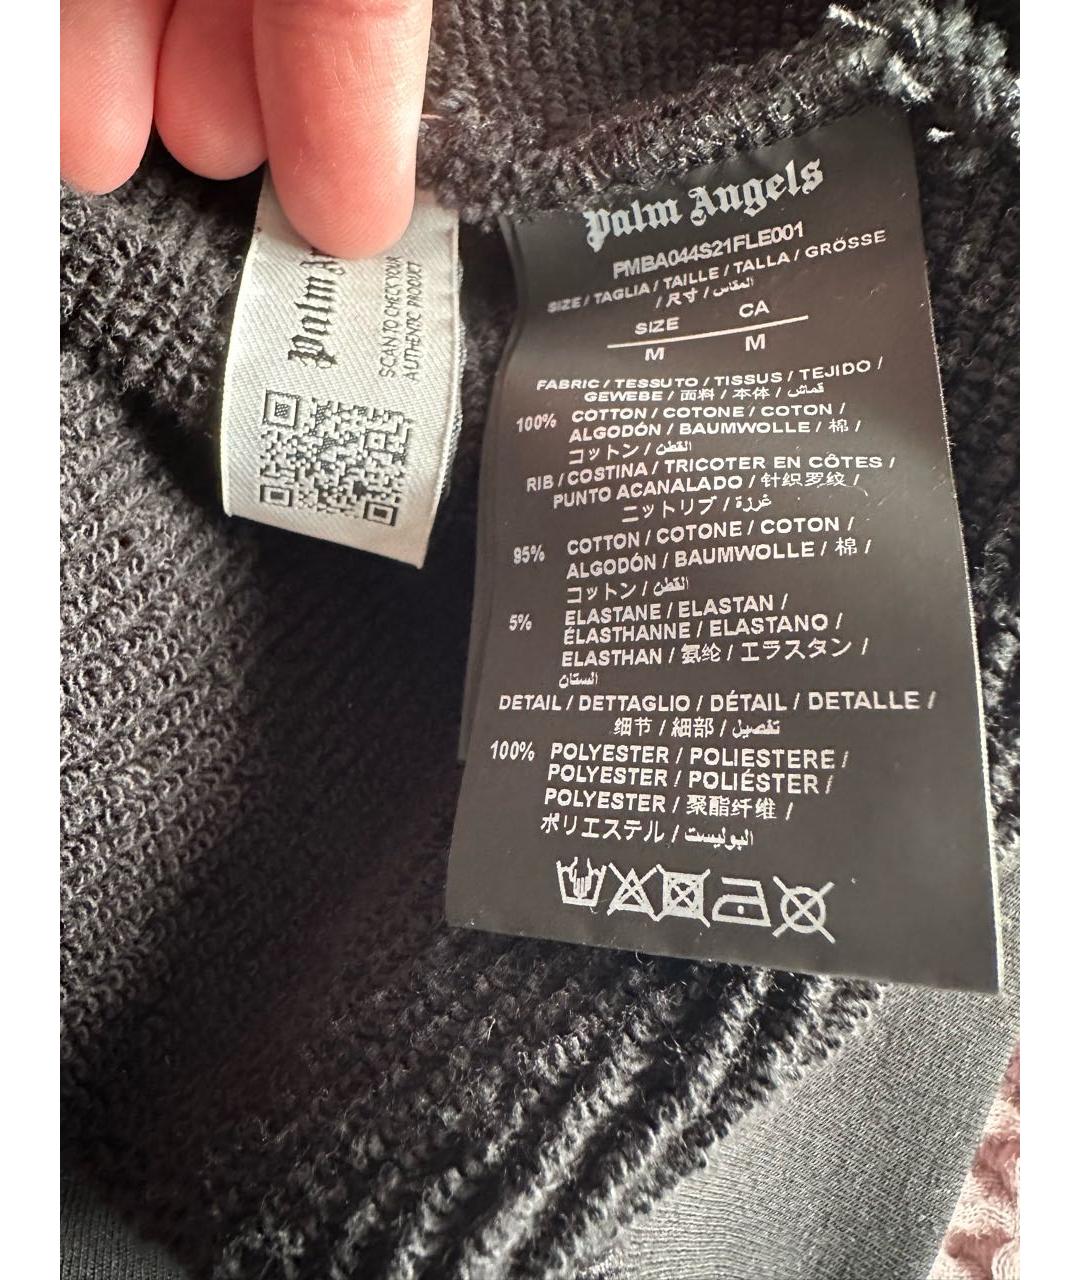 Palm
SCAN TO CHECK YOUR
AUTHENTIC PRODUCT
Palm Angels
PMBA044S21FLE001
SIZE / TAGLIA / TAILLE / TALLA / GRÖSSE
/ 尺寸 / المقاس
SIZE CA
M M
FABRIC / TESSUTO / TISSUS / TEJIDO /
GEWEBE / 面料 / 本体 / قماش
100% COTTON / COTONE / COTON /
ALGODÓN / BAUMWOLLE / 棉 /
コットン / القطن
RIB / COSTINA / TRICOTER EN CÔTES /
PUNTO ACANALADO / 针织罗纹 /
ニットリブ / غرزة
95% COTTON / COTONE / COTON /
ALGODÓN / BAUMWOLLE / 棉 /
コットン / القطن
5% ELASTANE / ELASTAN /
ÉLASTHANNE / ELASTANO /
ELASTHAN / 氨纶 / エラスタン /
الستان
DETAIL / DETTAGLIO / DÉTAIL / DETALLE /
细节 / 細部 / تفصيل
100% POLYESTER / POLIESTERE /
POLYESTER / POLIÉSTER /
POLYESTER / 聚酯纤维 /
ポリエステル / البوليست